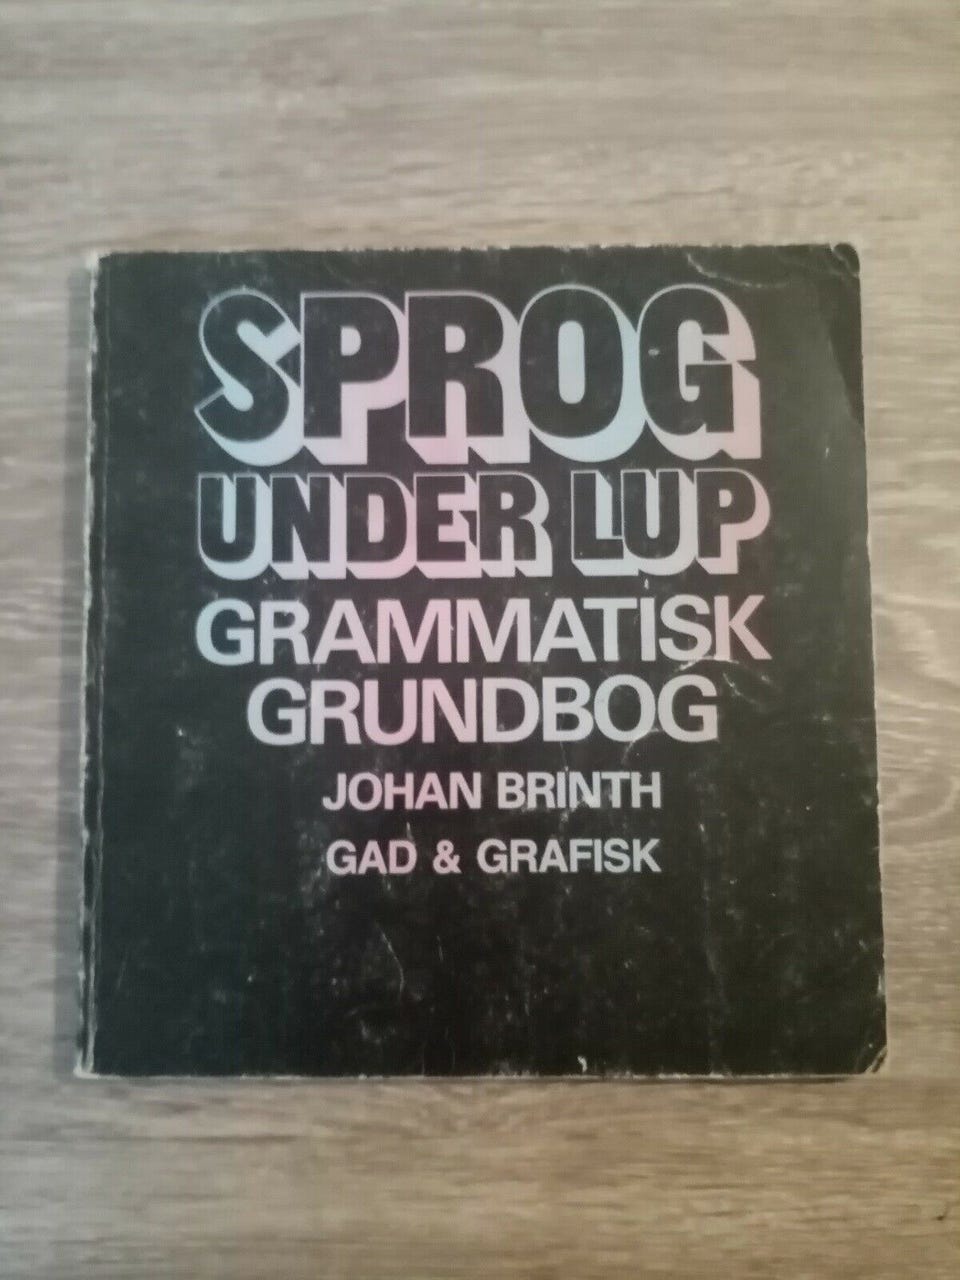 SPROG
UNDER LUP
GRAMMATISK
GRUNDBOG
JOHAN BRINTH
GAD & GRAFISK